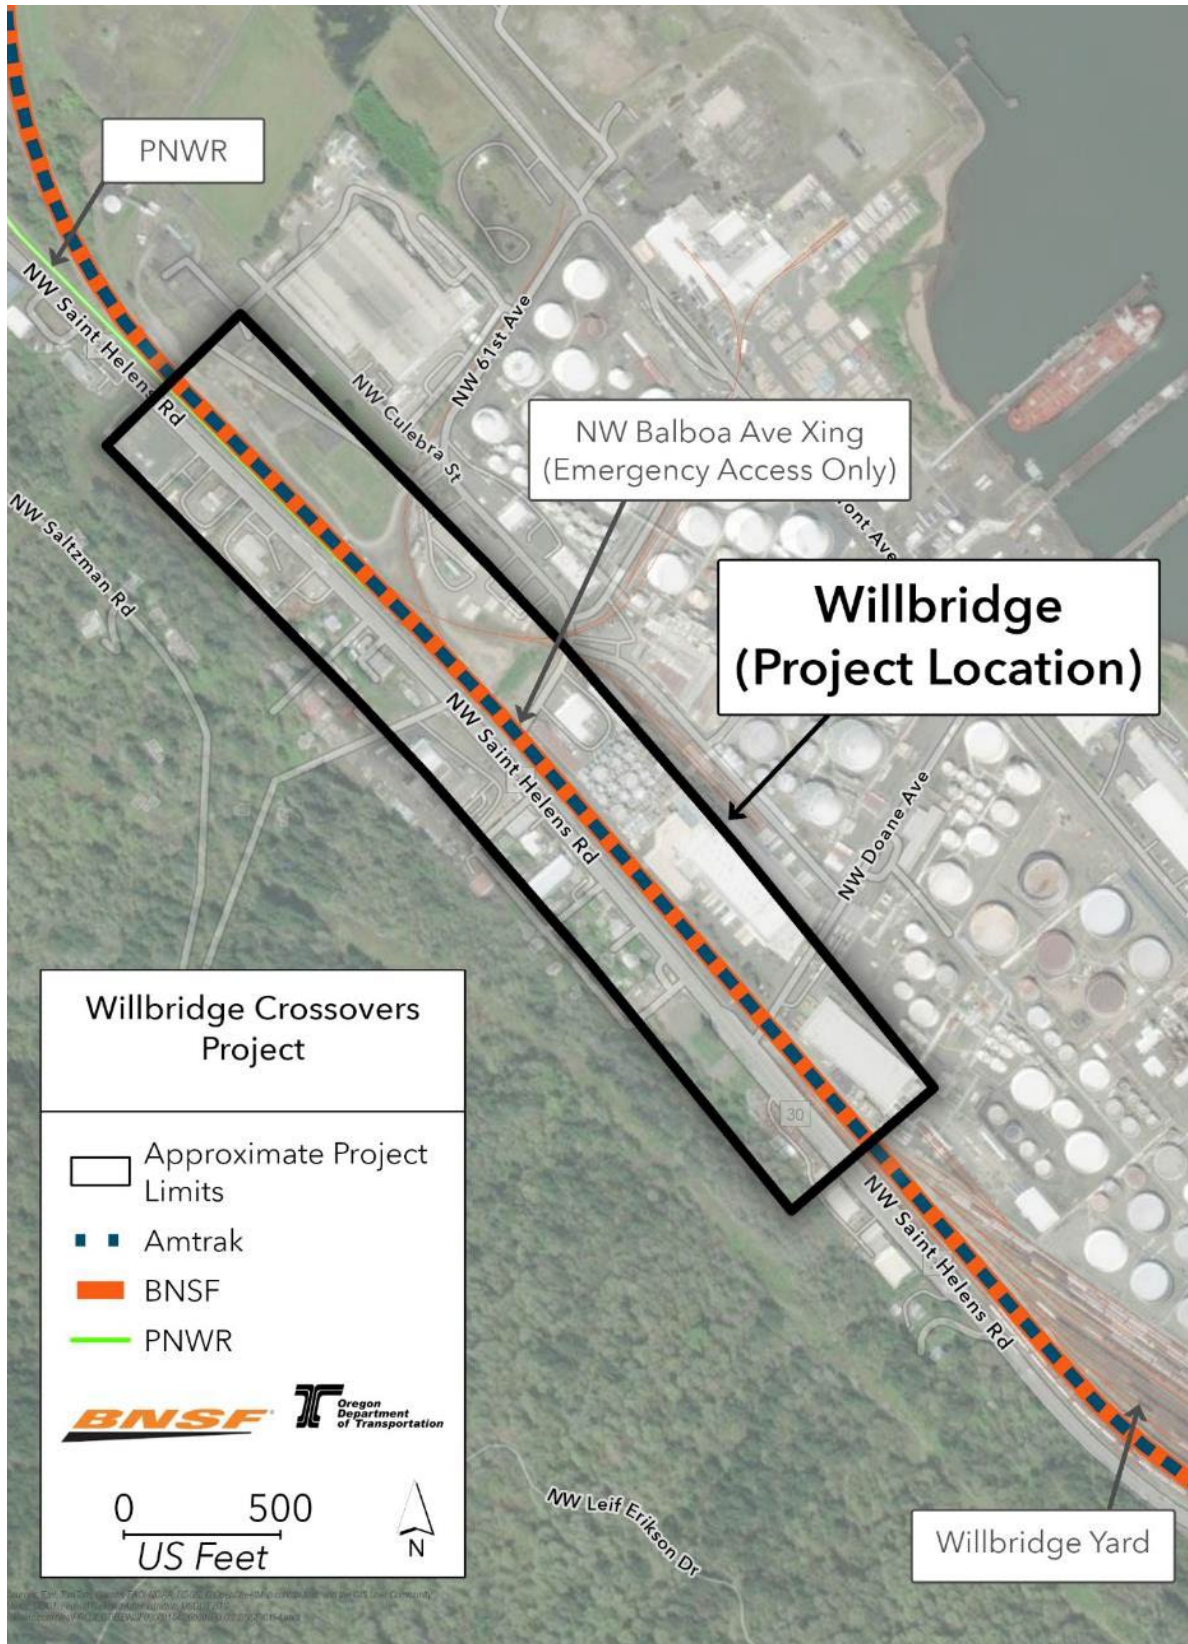 PNWR
NW Saint Helens Rd
NW 61st Ave
NW Culebra St
NW Balboa Ave Xing
(Emergency Access Only)
NW Saltzman Rd
ont Ave
Willbridge
(Project Location)
NW Saint Helens Rd
NW Doane Ave
30
NW Saint Helens Rd
Willbridge Crossovers
Project
Approximate Project
Limits
Amtrak
BNSF
PNWR
BNSF
Oregon
Department
of Transportation
0 500
US Feet
N
NW Leif Erikson Dr
Willbridge Yard